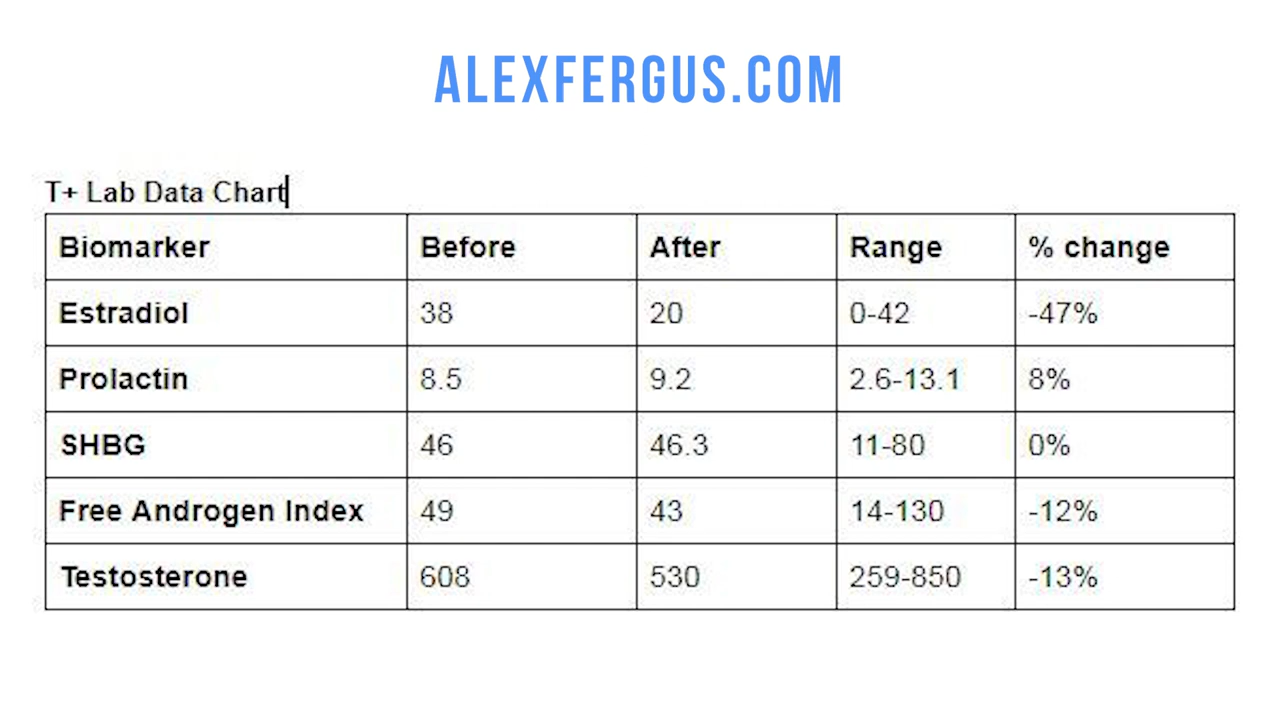 ALEXFERGUS.COM
T+ Lab Data Chart
Biomarker Before After Range % change
Estradiol 38 20 0-42 -47%
Prolactin 8.5 9.2 2.6-13.1 8%
SHBG 46 46.3 11-80 0%
Free Androgen Index 49 43 14-130 -12%
Testosterone 608 530 259-850 -13%